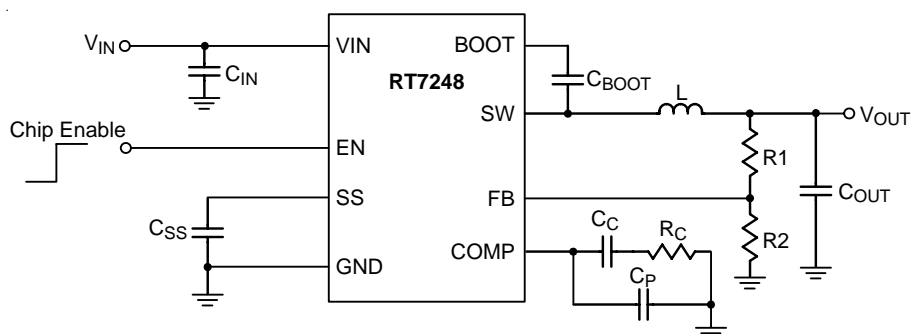 VIN
CIN
Chip Enable
CSS
VIN
EN
SS
GND
RT7248
BOOT
SW
FB
COMP
CBOOT
L
VOUT
R1
COUT
R2
CC
RC
CP